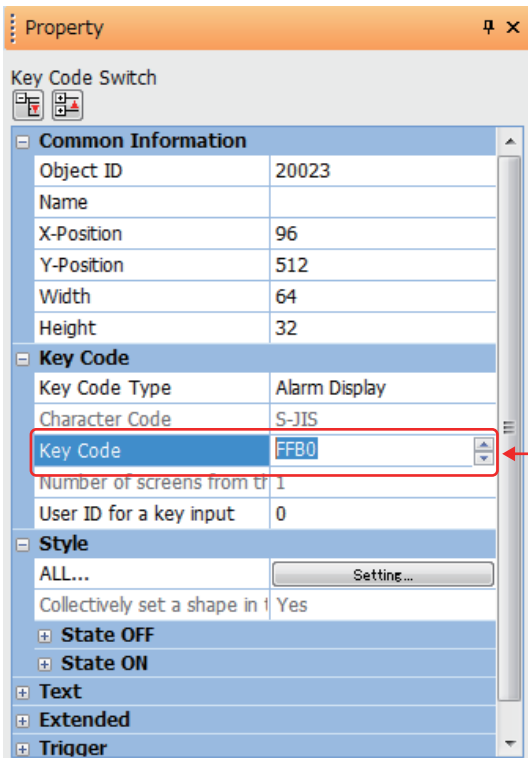 Property
Key Code Switch
Common Information
Object ID 20023
Name
X-Position 96
Y-Position 512
Width 64
Height 32
Key Code
Key Code Type Alarm Display
Character Code S-JIS
Key Code FFB0
Number of screens from th 1
User ID for a key input 0
Style
ALL... Setting...
Collectively set a shape in t Yes
State OFF
State ON
Text
Extended
Trigger